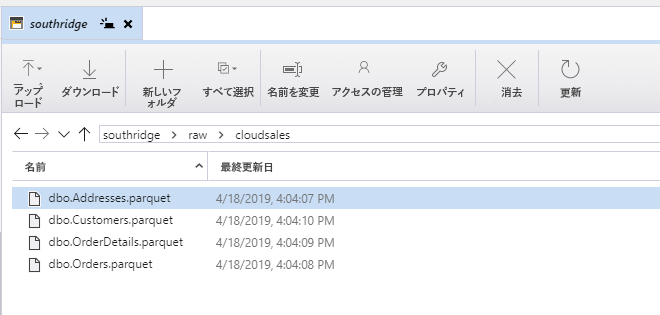 southridge
アップロード ダウンロード 新しいフォルダ すべて選択 名前を変更 アクセスの管理 プロパティ 消去 更新
southridge raw cloudsales
名前 最終更新日
dbo.Addresses.parquet 4/18/2019, 4:04:07 PM
dbo.Customers.parquet 4/18/2019, 4:04:10 PM
dbo.OrderDetails.parquet 4/18/2019, 4:04:09 PM
dbo.Orders.parquet 4/18/2019, 4:04:08 PM